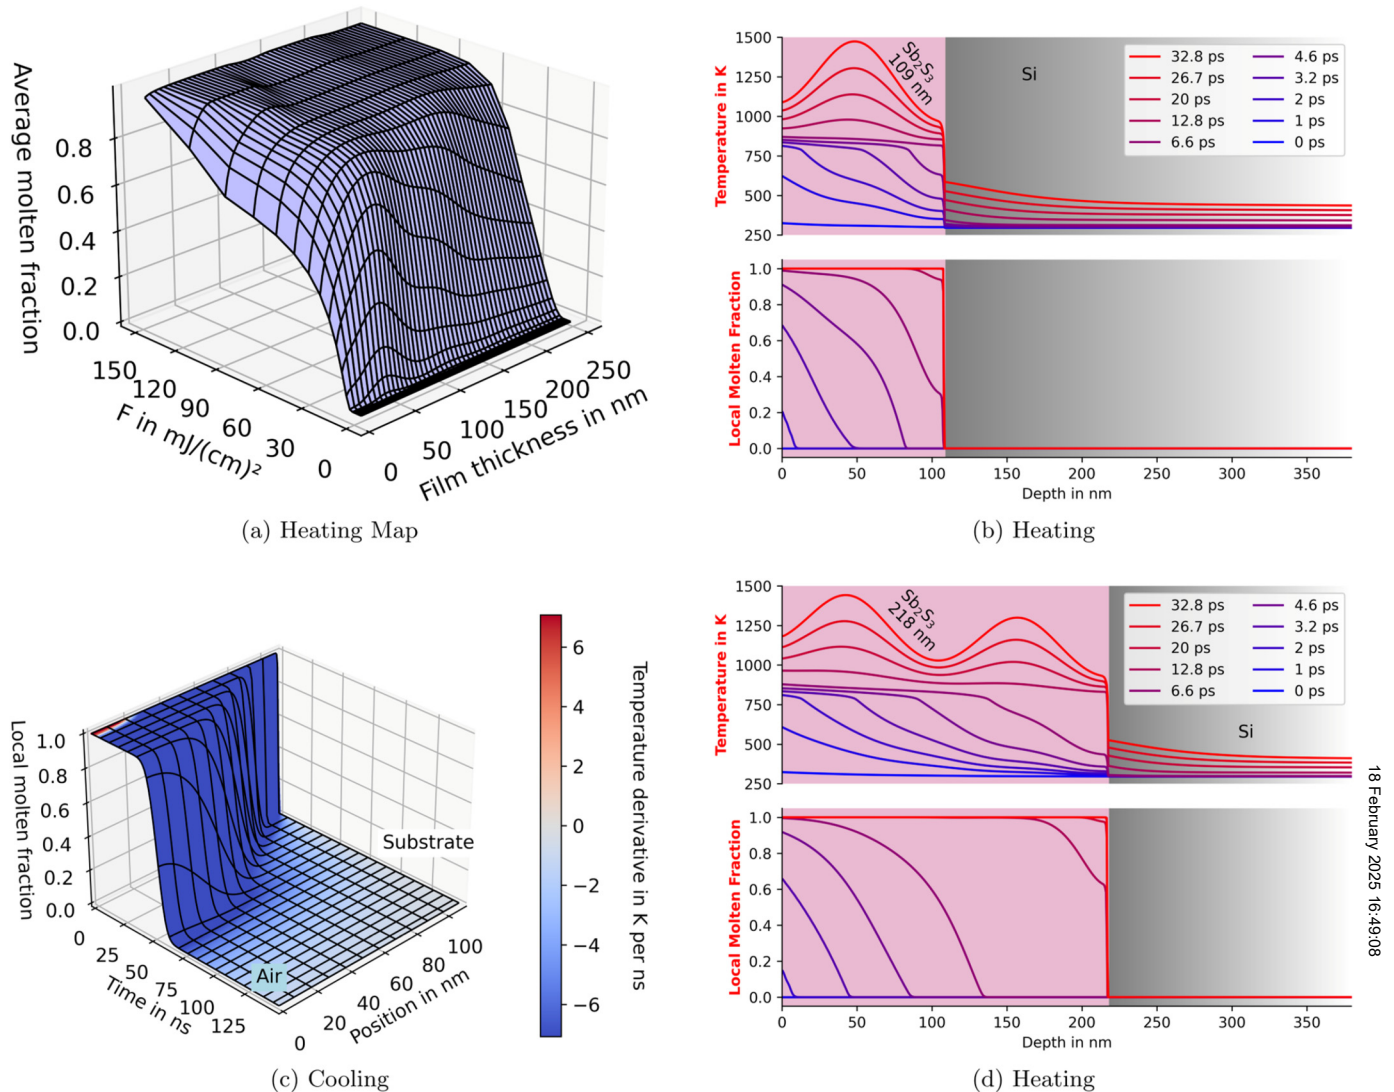 Average molten fraction
0.8
0.6
0.4
0.2
0.0
150
120
90
60
30
0
F in mJ/(cm)²
0
50
100
150
200
250
Film thickness in nm
(a) Heating Map
Temperature in K
1500
1250
1000
750
500
250
Sb₂S₃
109 nm
Si
32.8 ps
26.7 ps
20 ps
12.8 ps
6.6 ps
4.6 ps
3.2 ps
2 ps
1 ps
0 ps
Local Molten Fraction
1.0
0.8
0.6
0.4
0.2
0.0
0 50 100 150 200 250 300 350
Depth in nm
(b) Heating
Local molten fraction
1.0
0.8
0.6
0.4
0.2
0.0
0
25
50
75
100
125
Time in ns
0
20
40
60
80
100
Position in nm
Substrate
Air
6
4
2
0
−2
−4
−6
Temperature derivative in K per ns
(c) Cooling
Temperature in K
1500
1250
1000
750
500
250
Sb₂S₃
218 nm
Si
32.8 ps
26.7 ps
20 ps
12.8 ps
6.6 ps
4.6 ps
3.2 ps
2 ps
1 ps
0 ps
Local Molten Fraction
1.0
0.8
0.6
0.4
0.2
0.0
0 50 100 150 200 250 300 350
Depth in nm
(d) Heating
18 February 2025 16:49:08